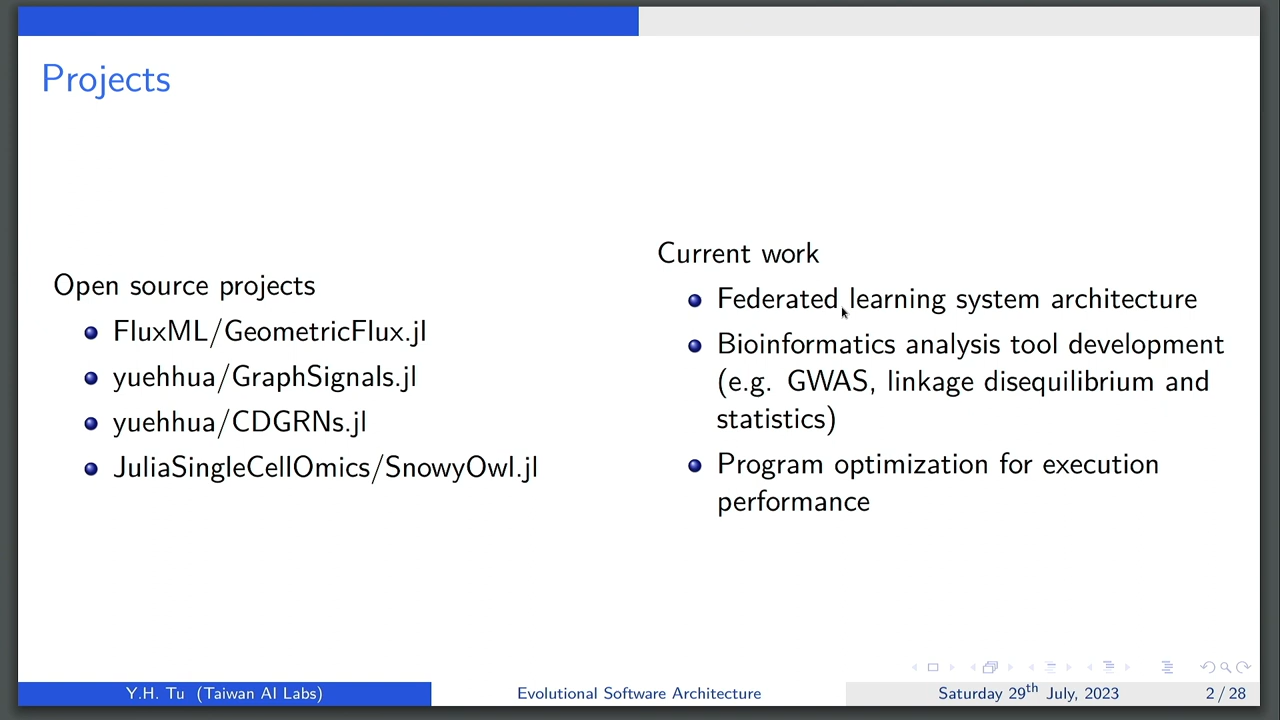 Projects
Open source projects
FluxML/GeometricFlux.jl
yuehhua/GraphSignals.jl
yuehhua/CDGRNs.jl
JuliaSingleCellOmics/SnowyOwl.jl
Current work
Federated learning system architecture
Bioinformatics analysis tool development
(e.g. GWAS, linkage disequilibrium and
statistics)
Program optimization for execution
performance
Y.H. Tu (Taiwan AI Labs)
Evolutional Software Architecture
Saturday 29th July, 2023
2 / 28